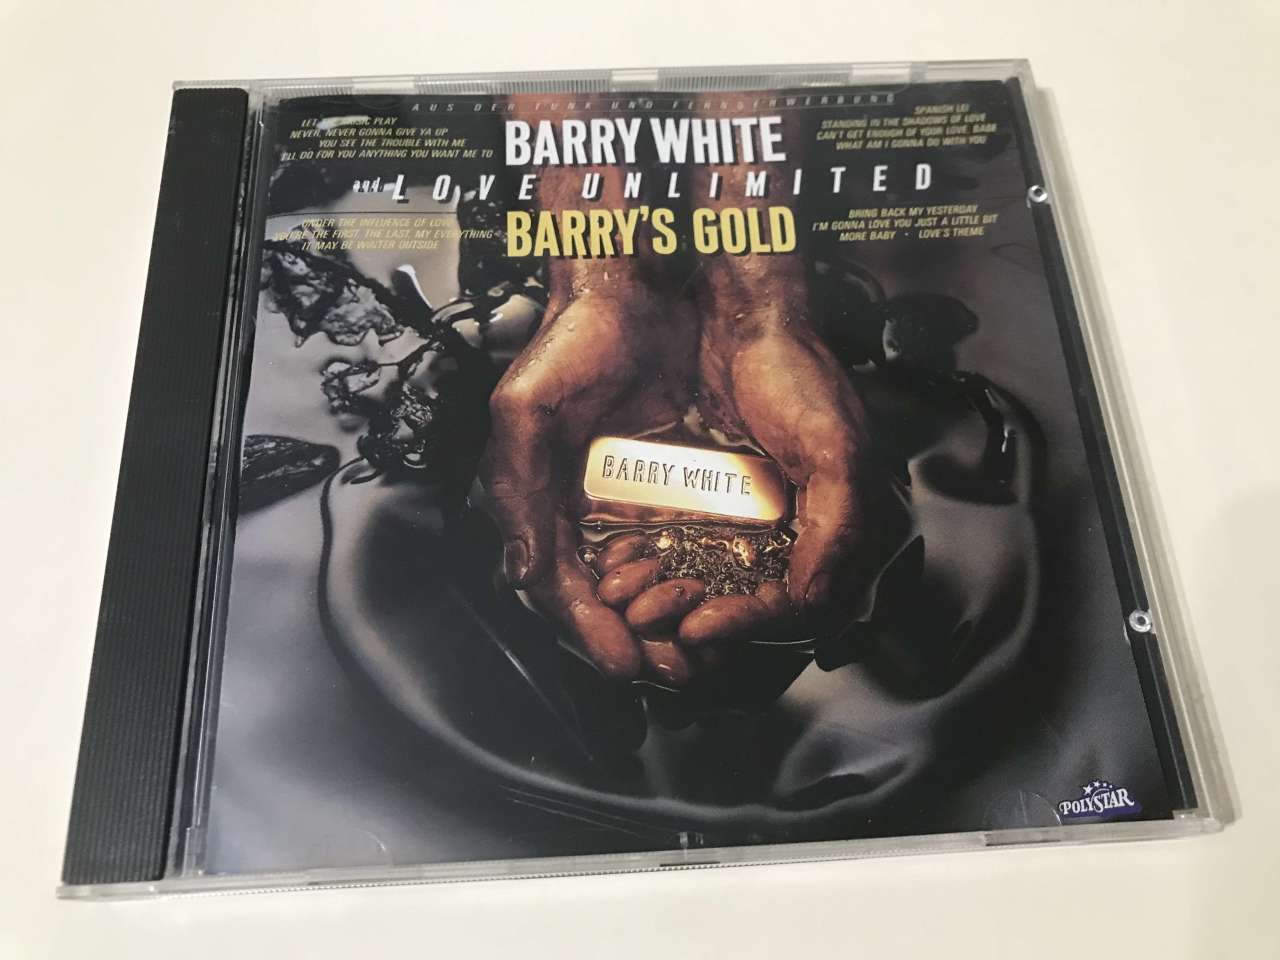 AUS DER FUNK UND FERNSEHWERBUNG
LET THE MUSIC PLAY
NEVER, NEVER GONNA GIVE YA UP
YOU SEE THE TROUBLE WITH ME
I'LL DO FOR YOU ANYTHING YOU WANT ME TO
BARRY WHITE
SPANISH LEI
STANDING IN THE SHADOWS OF LOVE
CAN'T GET ENOUGH OF YOUR LOVE, BABE
WHAT AM I GONNA DO WITH YOU
and LOVE UNLIMITED
UNDER THE INFLUENCE OF LOVE
YOU'RE THE FIRST, THE LAST, MY EVERYTHING
IT MAY BE WINTER OUTSIDE
BARRY'S GOLD
BRING BACK MY YESTERDAY
I'M GONNA LOVE YOU JUST A LITTLE BIT
MORE BABY · LOVE'S THEME
BARRY WHITE
POLYSTAR